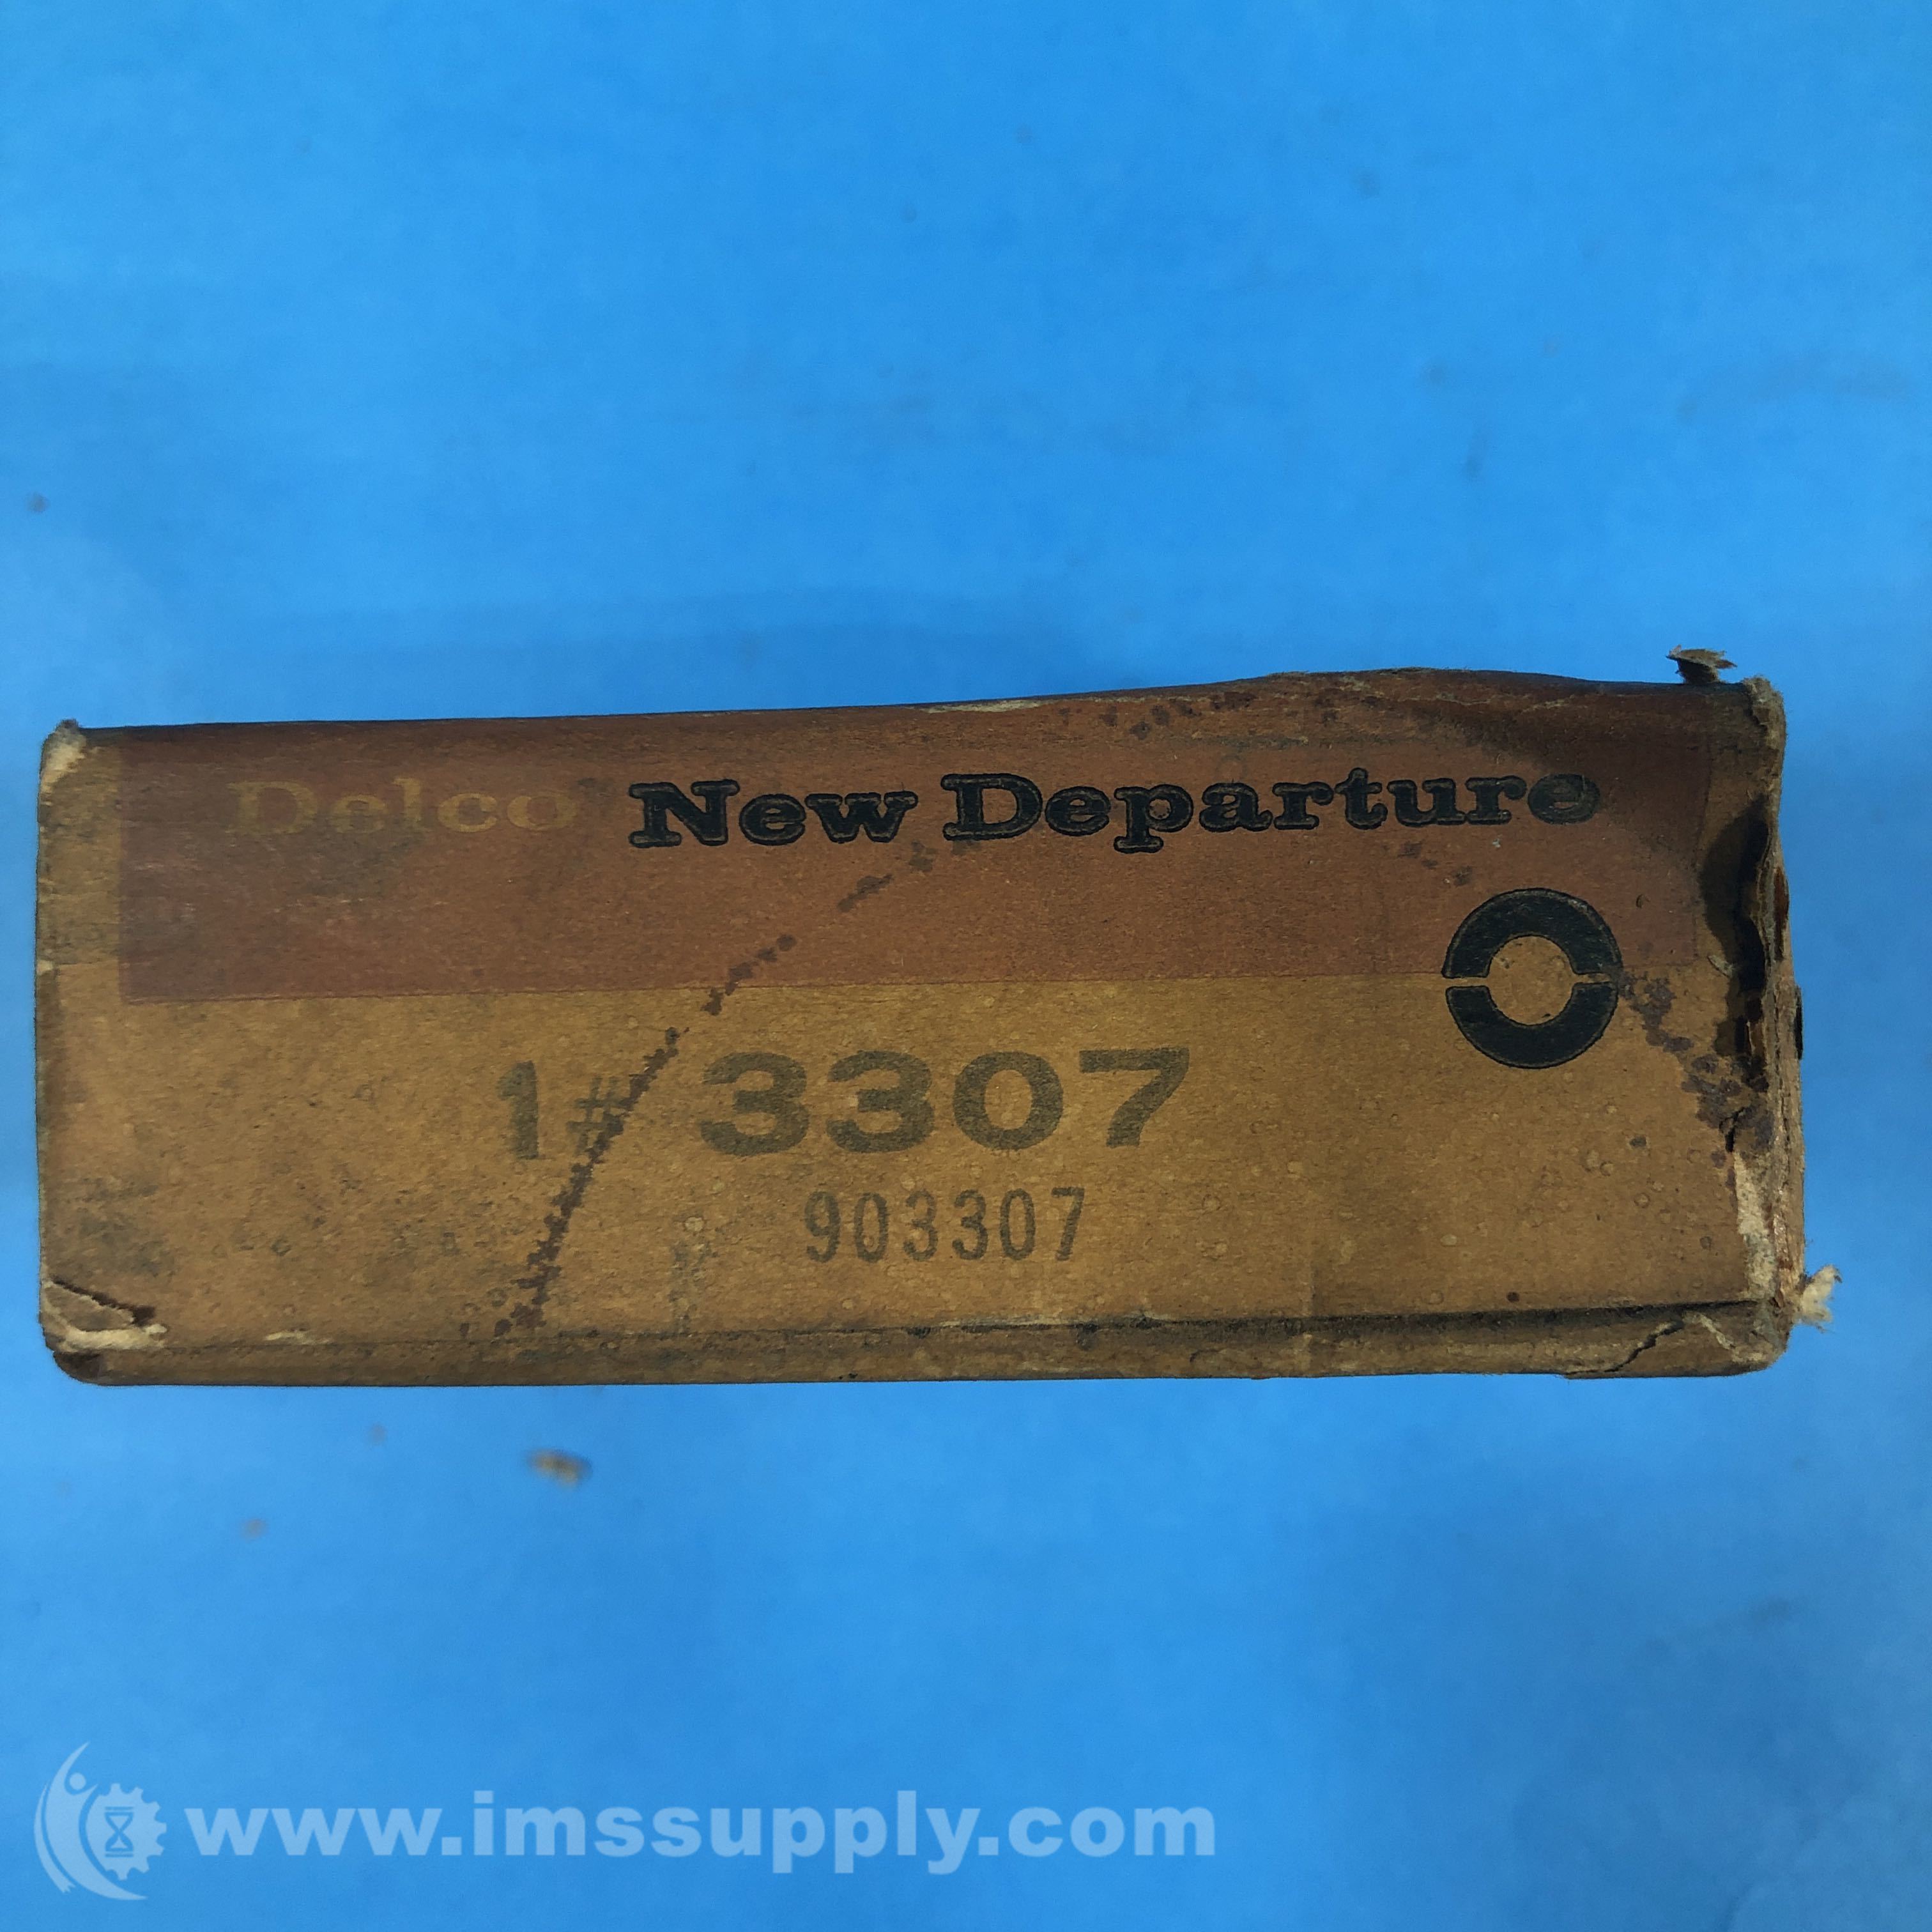 Delco New Departure
1# 3307
903307
www.imssupply.com